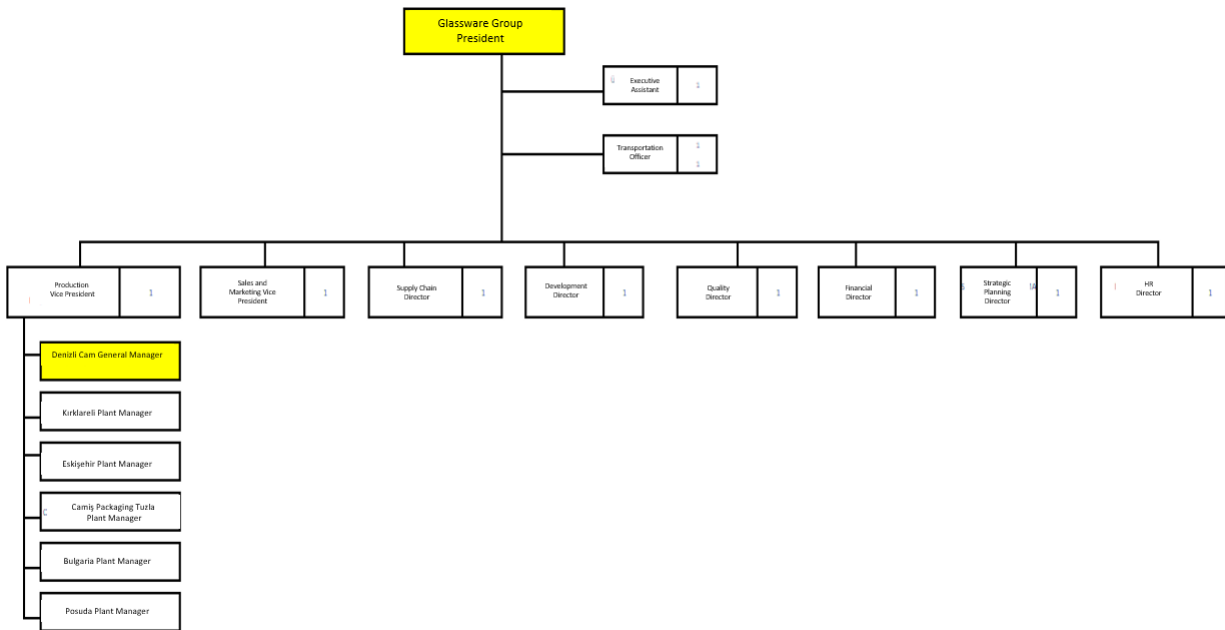 Glassware Group
President
Executive
Assistant
1
Transportation
Officer
1
1
Production
Vice President
1
Sales and
Marketing Vice
President
1
Supply Chain
Director
1
Development
Director
1
Quality
Director
1
Financial
Director
1
Strategic
Planning
Director
1
HR
Director
1
Denizli Cam General Manager
Kırklareli Plant Manager
Eskişehir Plant Manager
Camiş Packaging Tuzla
Plant Manager
Bulgaria Plant Manager
Posuda Plant Manager